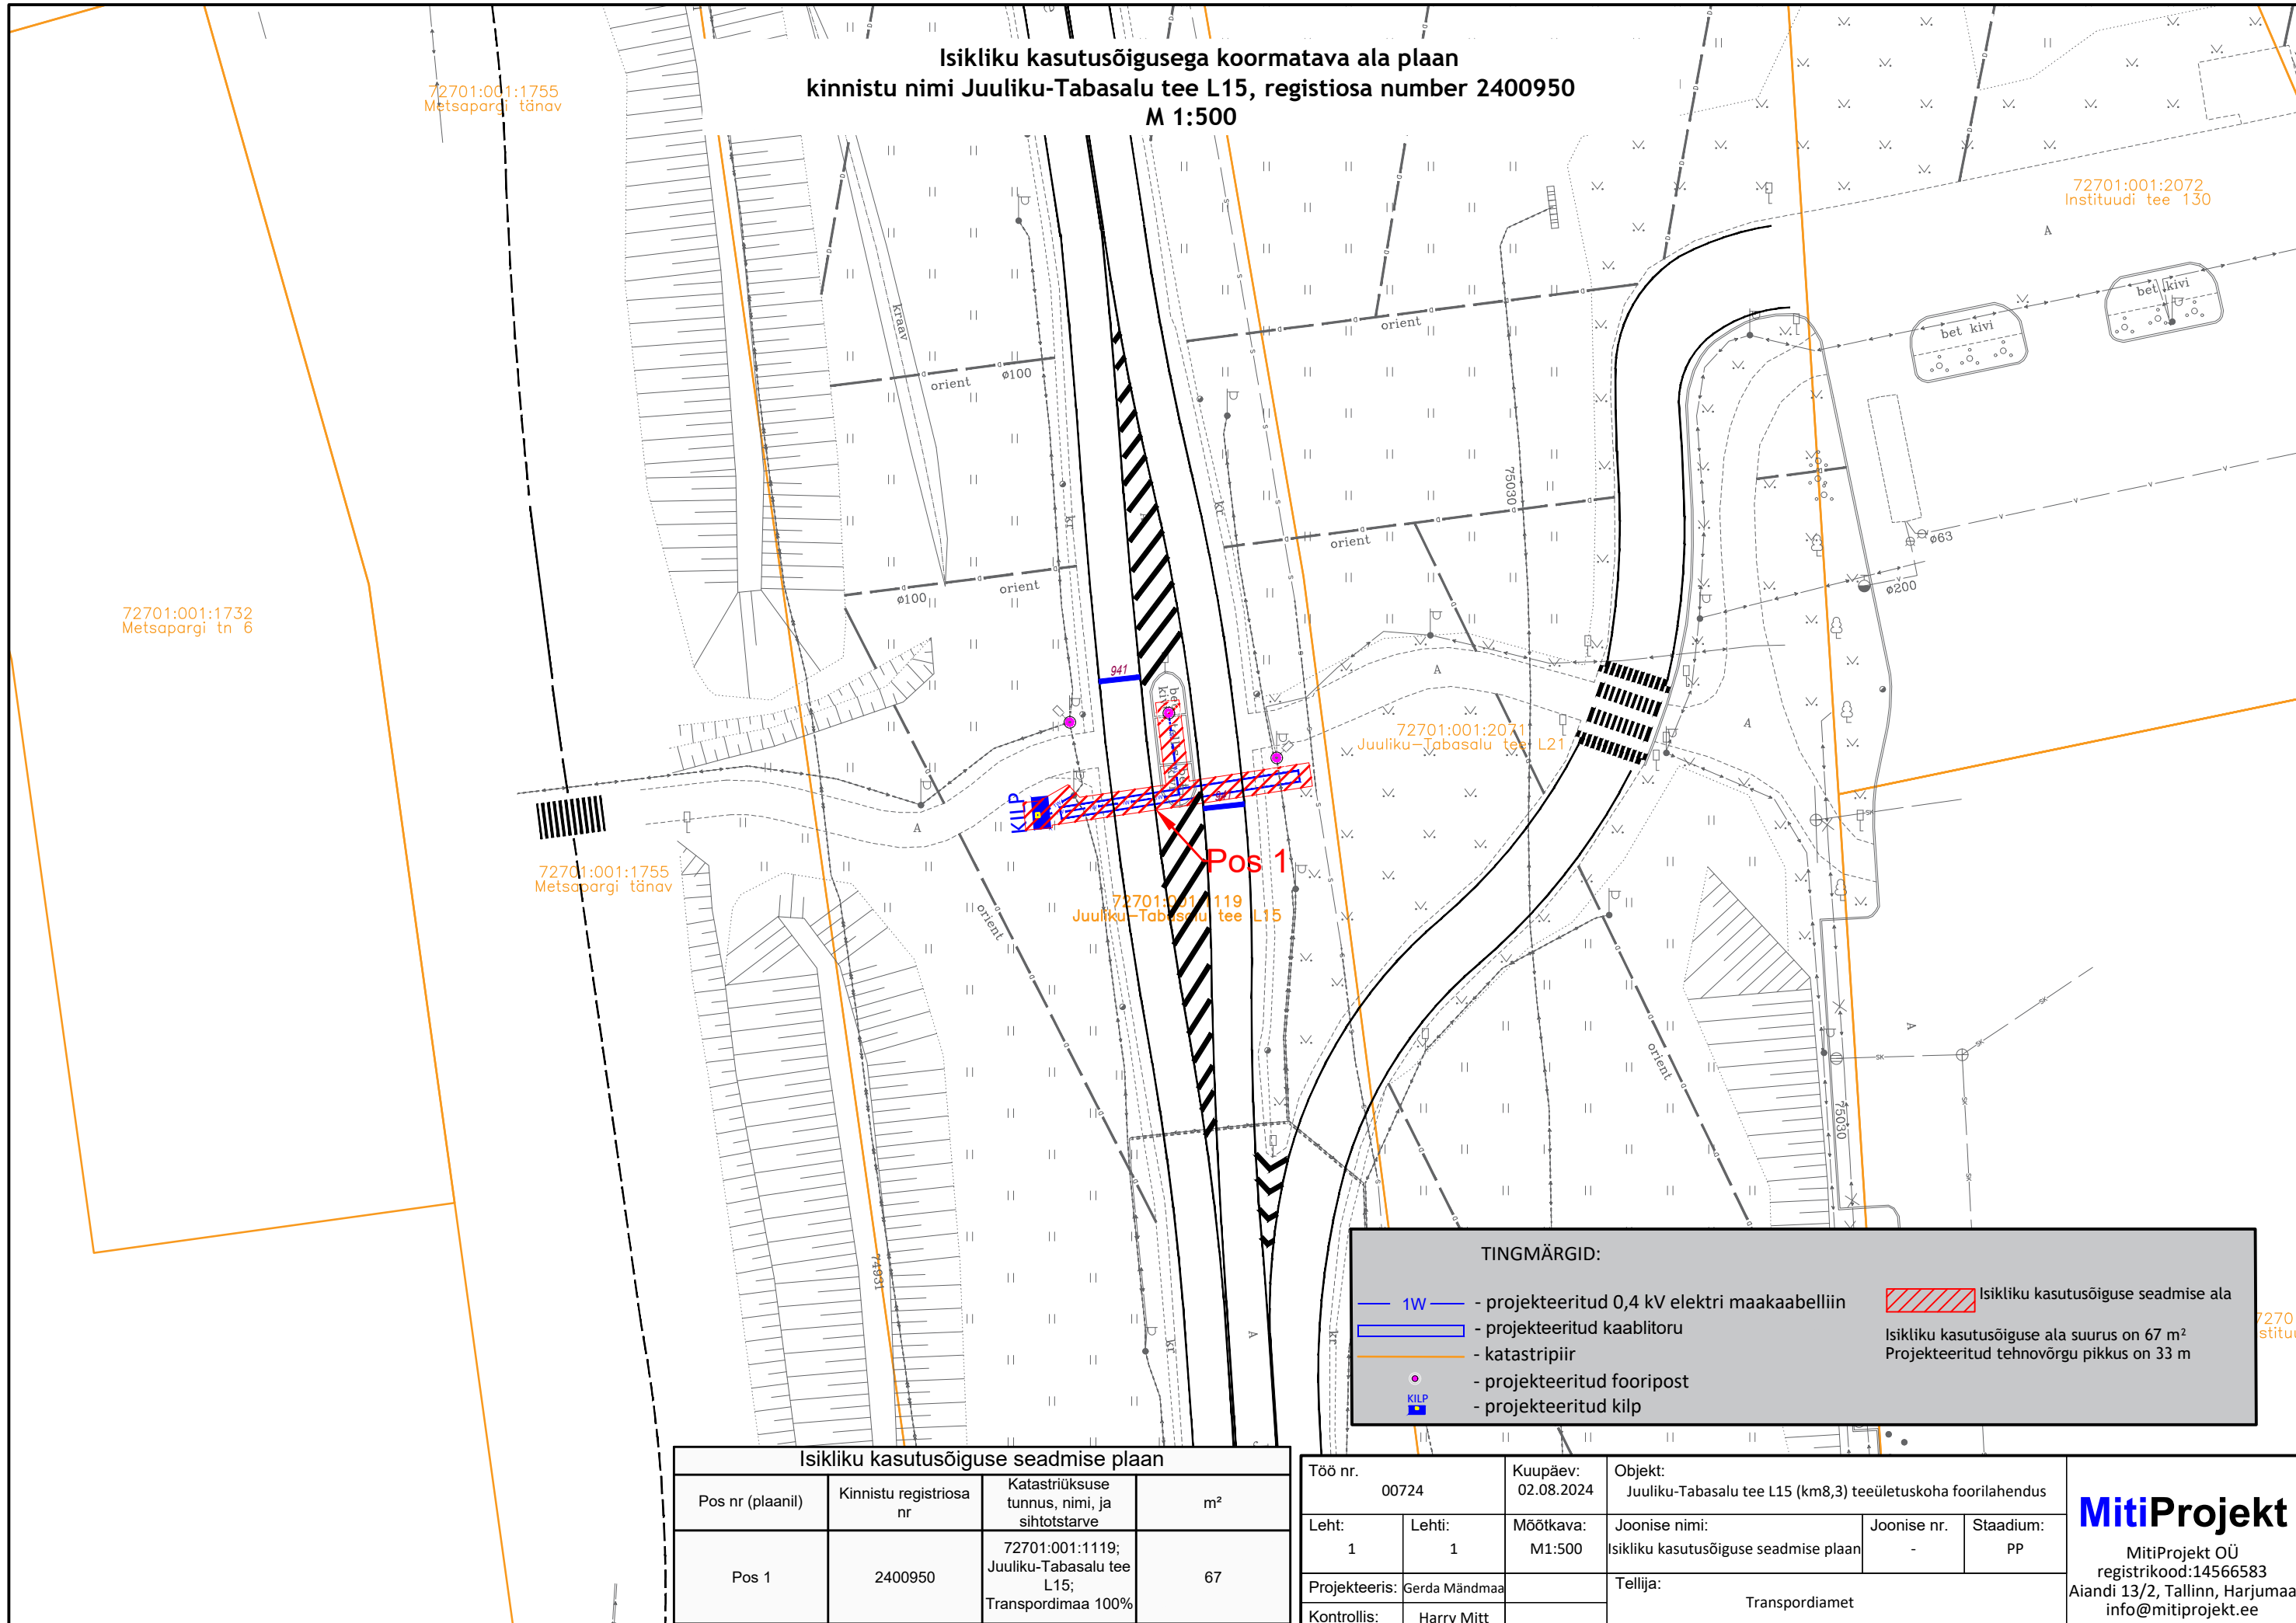 Isikliku kasutusõigusega koormatava ala plaan
kinnistu nimi Juuliku-Tabasalu tee L15, registiosa number 2400950
M 1:500
72701:001:1755
Metsapargi tänav
72701:001:2072
Instituudi tee 130
A
bet kivi
bet kivi
kraav
orient
orient
ø100
75030
kr
kr
orient
ø63
ø200
ø100
orient
72701:001:1732
Metsapargi tn 6
941
A
72701:001:2071
Juuliku-Tabasalu tee L21
A
KILP
941
A
Pos 1
72701:001:1755
Metsapargi tänav
72701:001:1119
Juuliku-Tabasalu tee L15
orient
orient
A
75030
74931
kr
A
kr
TINGMÄRGID:
1W - projekteeritud 0,4 kV elektri maakaabelliin
- projekteeritud kaablitoru
- katastripiir
- projekteeritud fooripost
KILP
- projekteeritud kilp
Isikliku kasutusõiguse seadmise ala
Isikliku kasutusõiguse ala suurus on 67 m²
Projekteeritud tehnovõrgu pikkus on 33 m
Isikliku kasutusõiguse seadmise plaan
Pos nr (plaanil)
Kinnistu registriosa
nr
Katastriüksuse
tunnus, nimi, ja
sihtotstarve
m²
Pos 1
2400950
72701:001:1119;
Juuliku-Tabasalu tee
L15;
Transpordimaa 100%
67
Töö nr.
00724
Kuupäev:
02.08.2024
Objekt:
Juuliku-Tabasalu tee L15 (km8,3) teeületuskoha foorilahendus
Leht:
1
Lehti:
1
Mõõtkava:
M1:500
Joonise nimi:
Isikliku kasutusõiguse seadmise plaan
Joonise nr.
-
Staadium:
PP
Projekteeris: Gerda Mändmaa
Kontrollis: Harry Mitt
Tellija:
Transpordiamet
MitiProjekt
MitiProjekt OÜ
registrikood:14566583
Aiandi 13/2, Tallinn, Harjumaa
info@mitiprojekt.ee